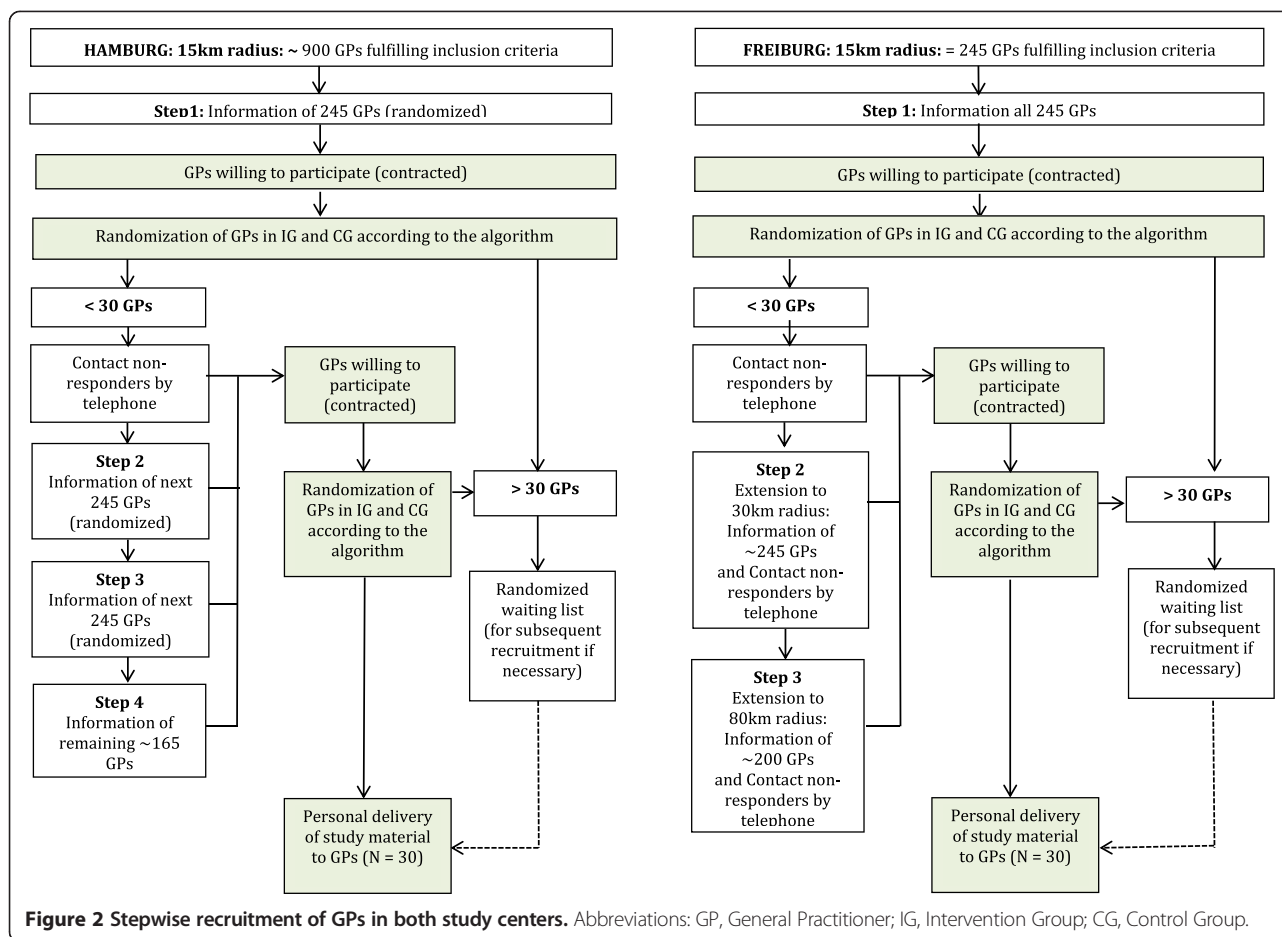 HAMBURG: 15km radius: ~ 900 GPs fulfilling inclusion criteria
Step1: Information of 245 GPs (randomized)
GPs willing to participate (contracted)
Randomization of GPs in IG and CG according to the algorithm
< 30 GPs
Contact non-
responders by
telephone
Step 2
Information of next
245 GPs
(randomized)
Step 3
Information of next
245 GPs
(randomized)
Step 4
Information of
remaining ~165
GPs
GPs willing to
participate
(contracted)
Randomization of
GPs in IG and CG
according to the
algorithm
> 30 GPs
Randomized
waiting list
(for subsequent
recruitment if
necessary)
Personal delivery
of study material
to GPs (N = 30)
FREIBURG: 15km radius: = 245 GPs fulfilling inclusion criteria
Step 1: Information all 245 GPs
GPs willing to participate (contracted)
Randomization of GPs in IG and CG according to the algorithm
< 30 GPs
Contact non-
responders by
telephone
Step 2
Extension to
30km radius:
Information of
~245 GPs
and Contact non-
responders by
telephone
Step 3
Extension to
80km radius:
Information of
~200 GPs
and Contact non-
responders by
telephone
GPs willing to
participate
(contracted)
Randomization of
GPs in IG and CG
according to the
algorithm
> 30 GPs
Randomized
waiting list
(for subsequent
recruitment if
necessary)
Personal delivery
of study material
to GPs (N = 30)
Figure 2 Stepwise recruitment of GPs in both study centers. Abbreviations: GP, General Practitioner; IG, Intervention Group; CG, Control Group.